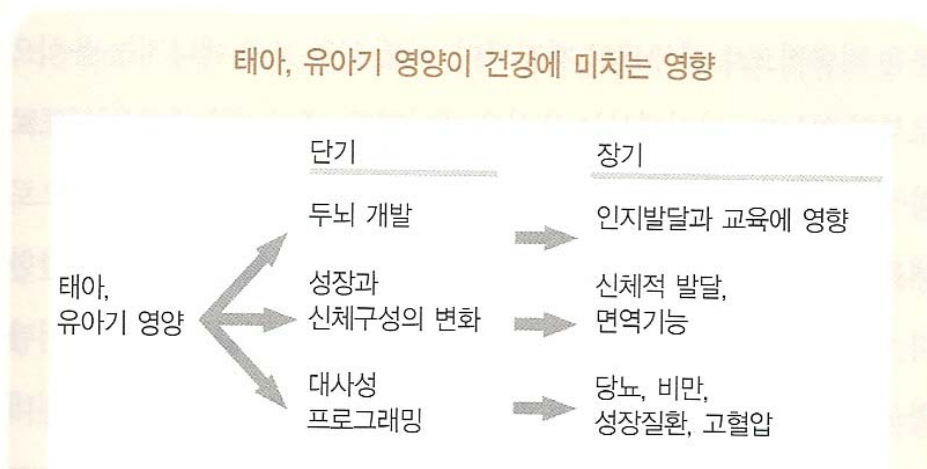 태아, 유아기 영양이 건강에 미치는 영향
단기
장기
두뇌 개발
인지발달과 교육에 영향
태아,
유아기 영양
성장과
신체구성의 변화
신체적 발달,
면역기능
대사성
프로그래밍
당뇨, 비만,
성장질환, 고혈압